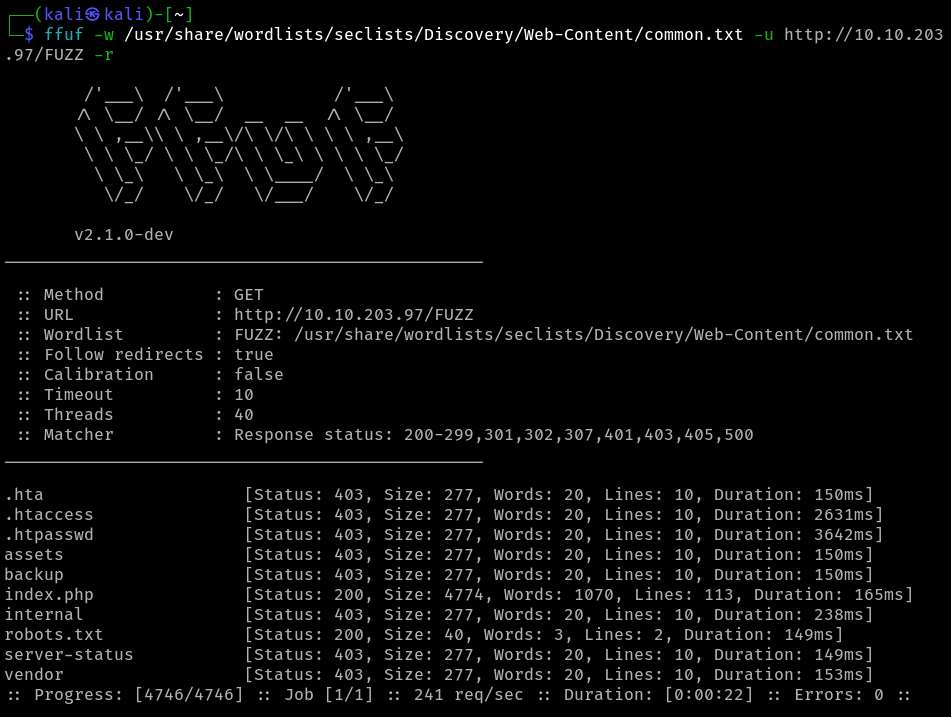 ┌──(kali㉿kali)-[~]
└─$ ffuf -w /usr/share/wordlists/seclists/Discovery/Web-Content/common.txt -u http://10.10.203
.97/FUZZ -r

        /'___\  /'___\           /'___\
       /\ \__/ /\ \__/  __  __  /\ \__/
       \ \ ,__\\ \ ,__\/\ \/\ \ \ \ ,__\
        \ \ \_/ \ \ \_/\ \ \_\ \ \ \ \_/
         \ \_\   \ \_\  \ \____/  \ \_\
          \/_/    \/_/   \/___/    \/_/

       v2.1.0-dev
________________________________________________

 :: Method           : GET
 :: URL              : http://10.10.203.97/FUZZ
 :: Wordlist         : FUZZ: /usr/share/wordlists/seclists/Discovery/Web-Content/common.txt
 :: Follow redirects : true
 :: Calibration      : false
 :: Timeout          : 10
 :: Threads          : 40
 :: Matcher          : Response status: 200-299,301,302,307,401,403,405,500
________________________________________________

.hta                    [Status: 403, Size: 277, Words: 20, Lines: 10, Duration: 150ms]
.htaccess               [Status: 403, Size: 277, Words: 20, Lines: 10, Duration: 2631ms]
.htpasswd               [Status: 403, Size: 277, Words: 20, Lines: 10, Duration: 3642ms]
assets                  [Status: 403, Size: 277, Words: 20, Lines: 10, Duration: 150ms]
backup                  [Status: 403, Size: 277, Words: 20, Lines: 10, Duration: 150ms]
index.php               [Status: 200, Size: 4774, Words: 1070, Lines: 113, Duration: 165ms]
internal                [Status: 403, Size: 277, Words: 20, Lines: 10, Duration: 238ms]
robots.txt              [Status: 200, Size: 40, Words: 3, Lines: 2, Duration: 149ms]
server-status           [Status: 403, Size: 277, Words: 20, Lines: 10, Duration: 149ms]
vendor                  [Status: 403, Size: 277, Words: 20, Lines: 10, Duration: 153ms]
:: Progress: [4746/4746] :: Job [1/1] :: 241 req/sec :: Duration: [0:00:22] :: Errors: 0 ::